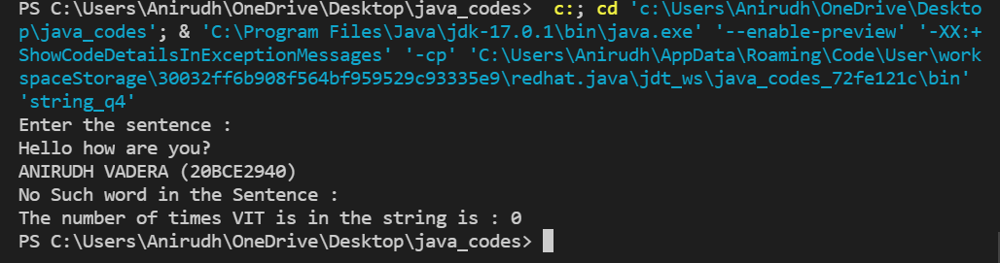 PS C:\Users\Anirudh\OneDrive\Desktop\java_codes>  c:; cd 'c:\Users\Anirudh\OneDrive\Deskto
p\java_codes'; & 'C:\Program Files\Java\jdk-17.0.1\bin\java.exe' '--enable-preview' '-XX:+
ShowCodeDetailsInExceptionMessages' '-cp' 'C:\Users\Anirudh\AppData\Roaming\Code\User\work
spaceStorage\30032ff6b908f564bf959529c93335e9\redhat.java\jdt_ws\java_codes_72fe121c\bin'
'string_q4'
Enter the sentence :
Hello how are you?
ANIRUDH VADERA (20BCE2940)
No Such word in the Sentence :
The number of times VIT is in the string is : 0
PS C:\Users\Anirudh\OneDrive\Desktop\java_codes>